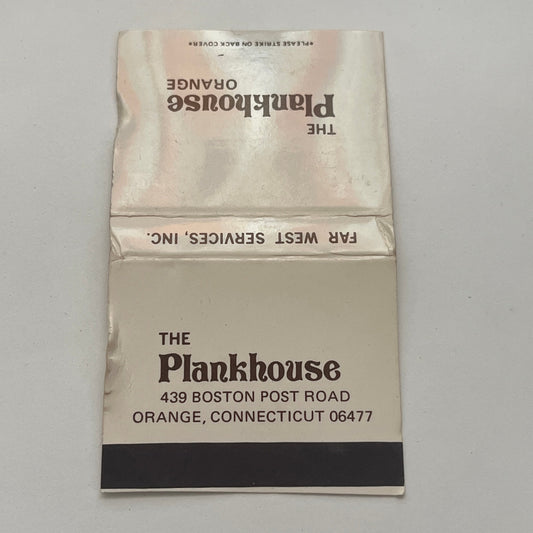 *PLEASE STRIKE ON BACK COVER*
THE
Plankhouse
ORANGE
FAR WEST SERVICES, INC.
THE
Plankhouse
439 BOSTON POST ROAD
ORANGE, CONNECTICUT 06477